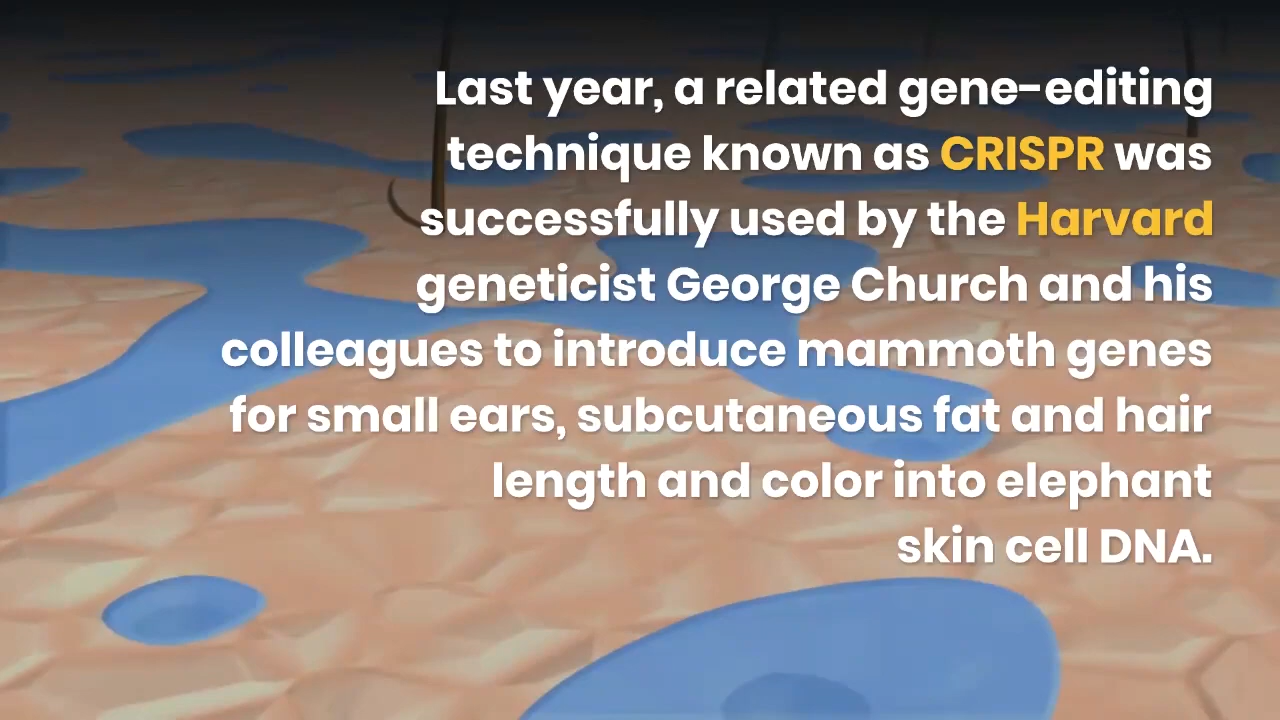 Last year, a related gene-editing
technique known as CRISPR was
successfully used by the Harvard
geneticist George Church and his
colleagues to introduce mammoth genes
for small ears, subcutaneous fat and hair
length and color into elephant
skin cell DNA.